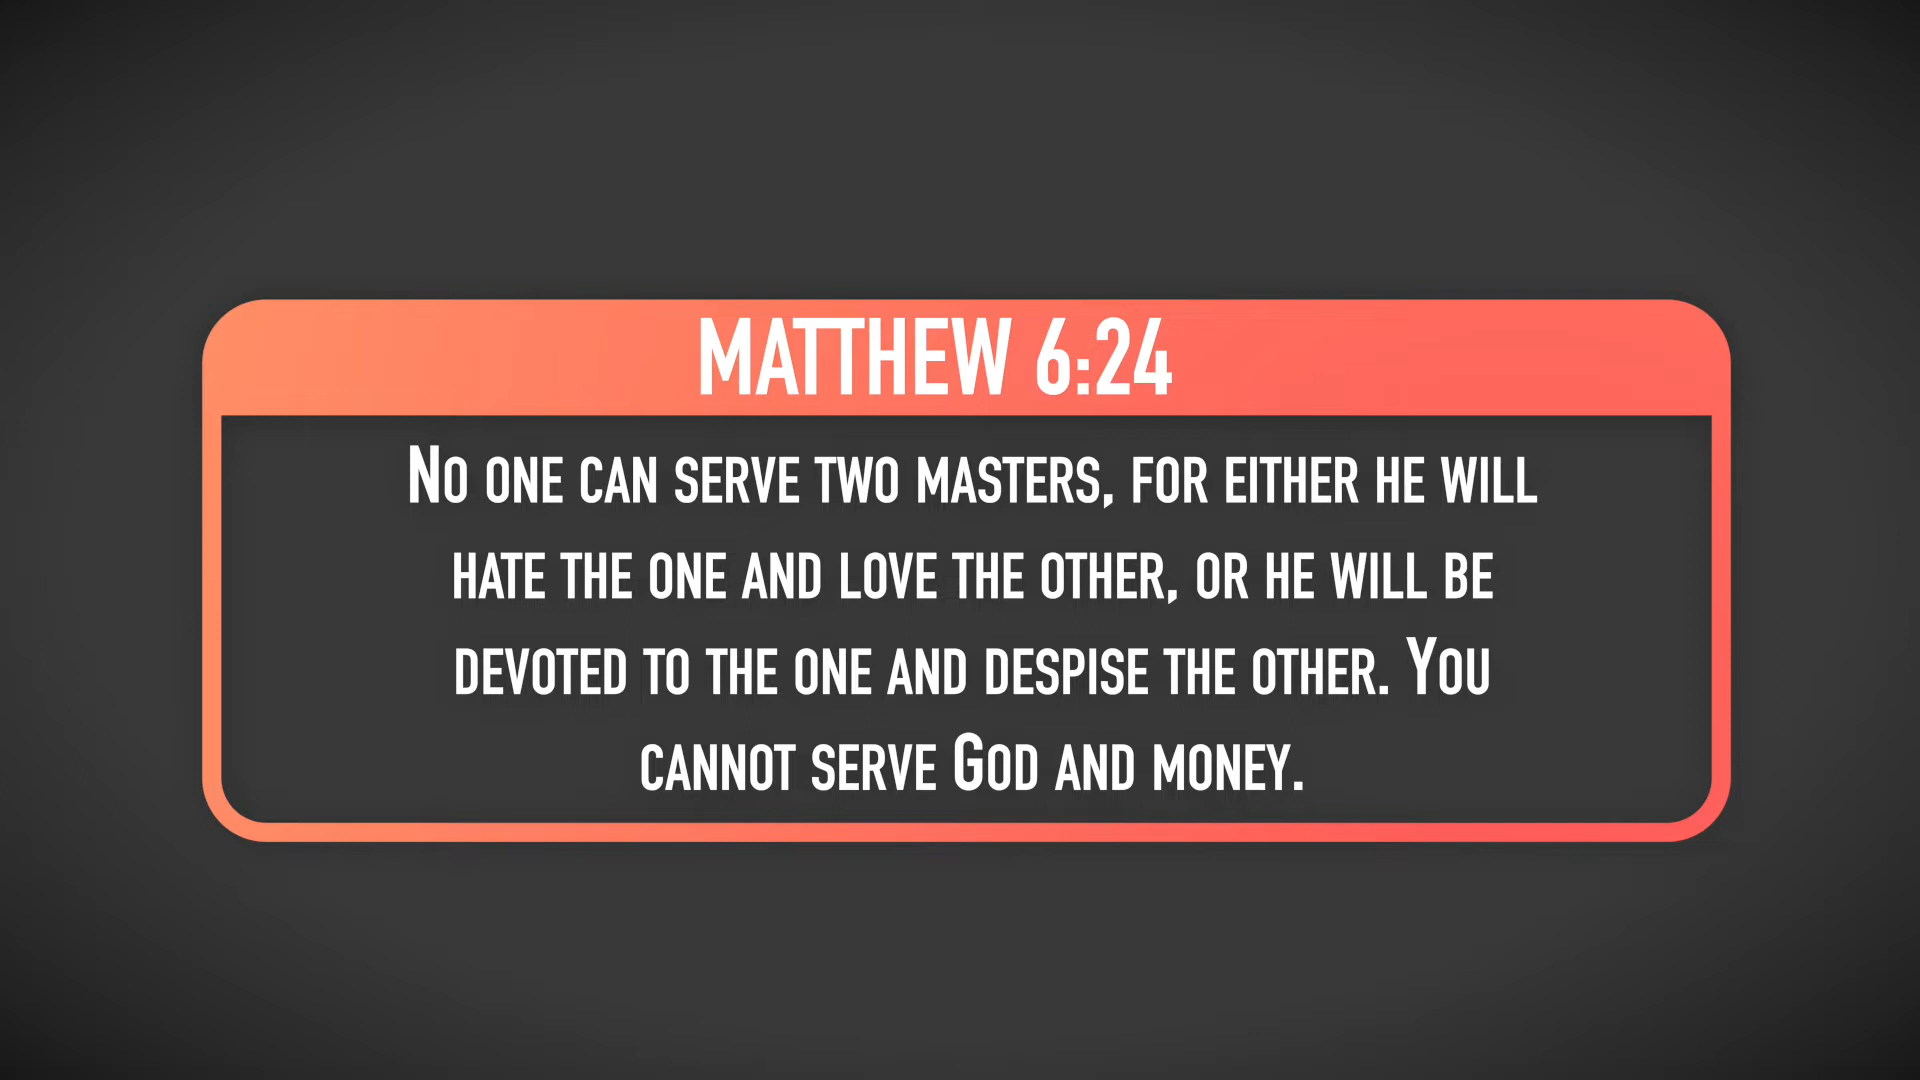 MATTHEW 6:24
No one can serve two masters, for either he will
hate the one and love the other, or he will be
devoted to the one and despise the other. You
cannot serve God and money.